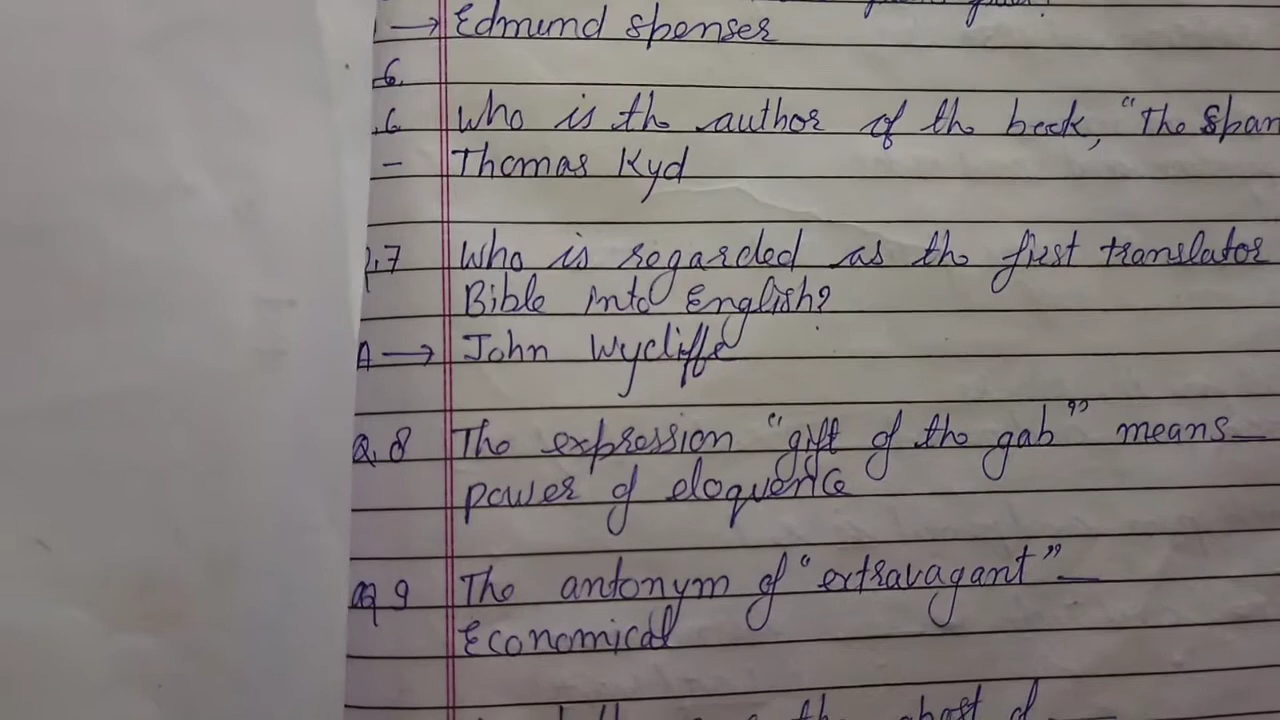 → Edmund Spenser
6.
.6 Who is the author of the book, "The Span
- Thomas Kyd
.7 Who is regarded as the first translator
Bible into English?
A → John Wycliffe
Q.8 The expression "gift of the gab" means—
power of eloquence
Q 9 The antonym of "extravagant"—
Economical
ghost of